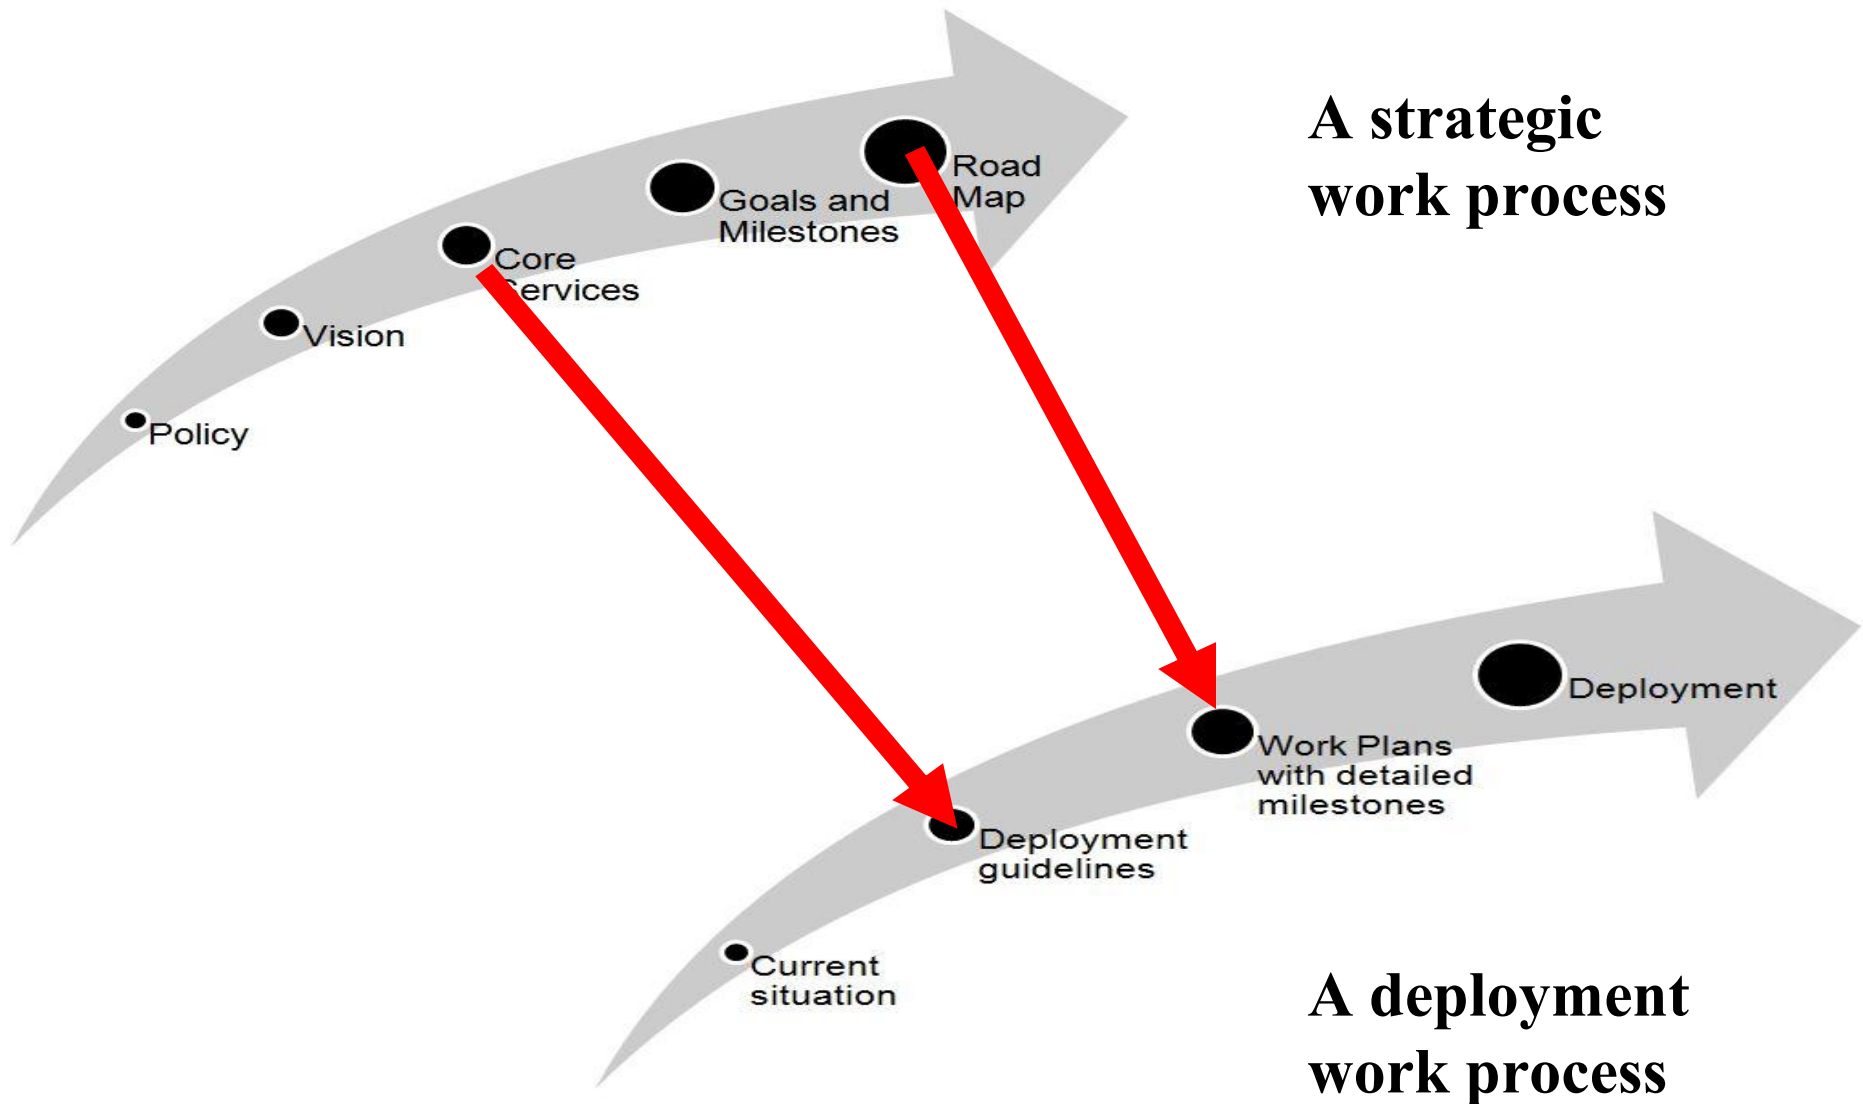 A strategic
work process
Road
Map
Goals and
Milestones
Core
Services
Vision
Policy
Deployment
Work Plans
with detailed
milestones
Deployment
guidelines
Current
situation
A deployment
work process